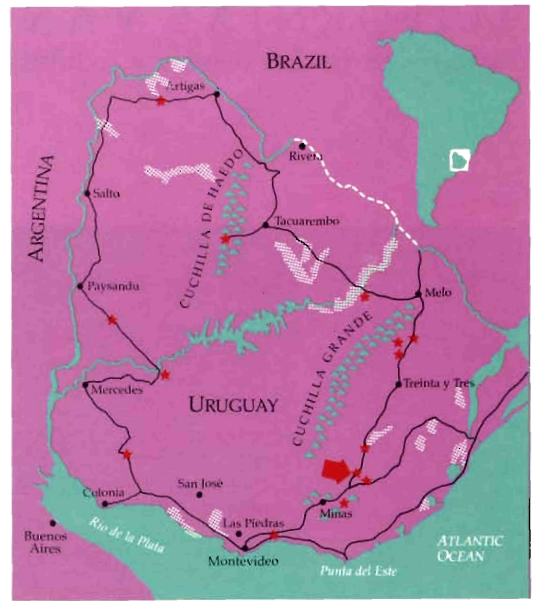 BRAZIL
Artigas
Rivera
ARGENTINA
Salto
CUCHILLA DE HAEDO
Tacuarembo
Paysandu
Melo
CUCHILLA GRANDE
Mercedes
Treinta y Tres
URUGUAY
San José
Colonia
Minas
Las Piedras
Buenos
Aires
Rio de la Plata
Montevideo
ATLANTIC
OCEAN
Punta del Este